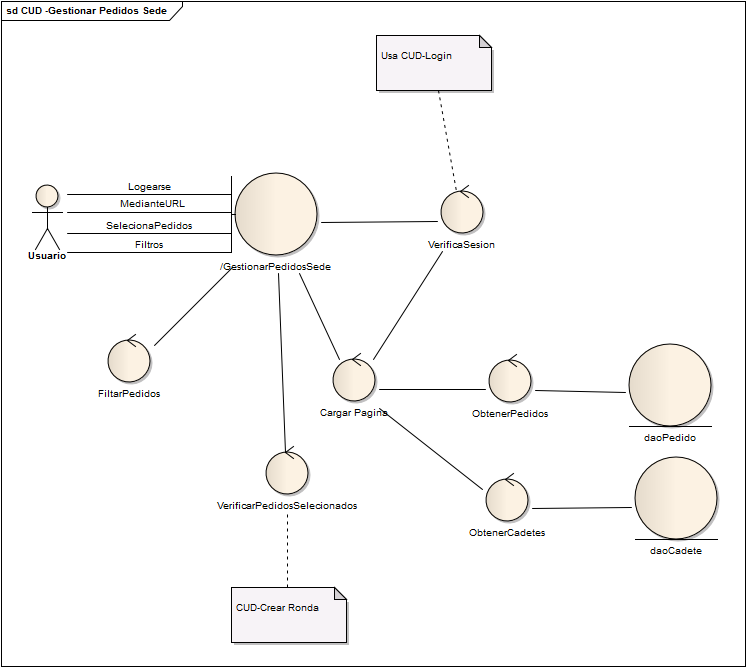 sd CUD -Gestionar Pedidos Sede
Usa CUD-Login
Logearse
MedianteURL
SelecionaPedidos
Filtros
Usuario
/GestionarPedidosSede
VerificaSesion
FiltarPedidos
Cargar Pagina
ObtenerPedidos
daoPedido
VerificarPedidosSelecionados
ObtenerCadetes
daoCadete
CUD-Crear Ronda